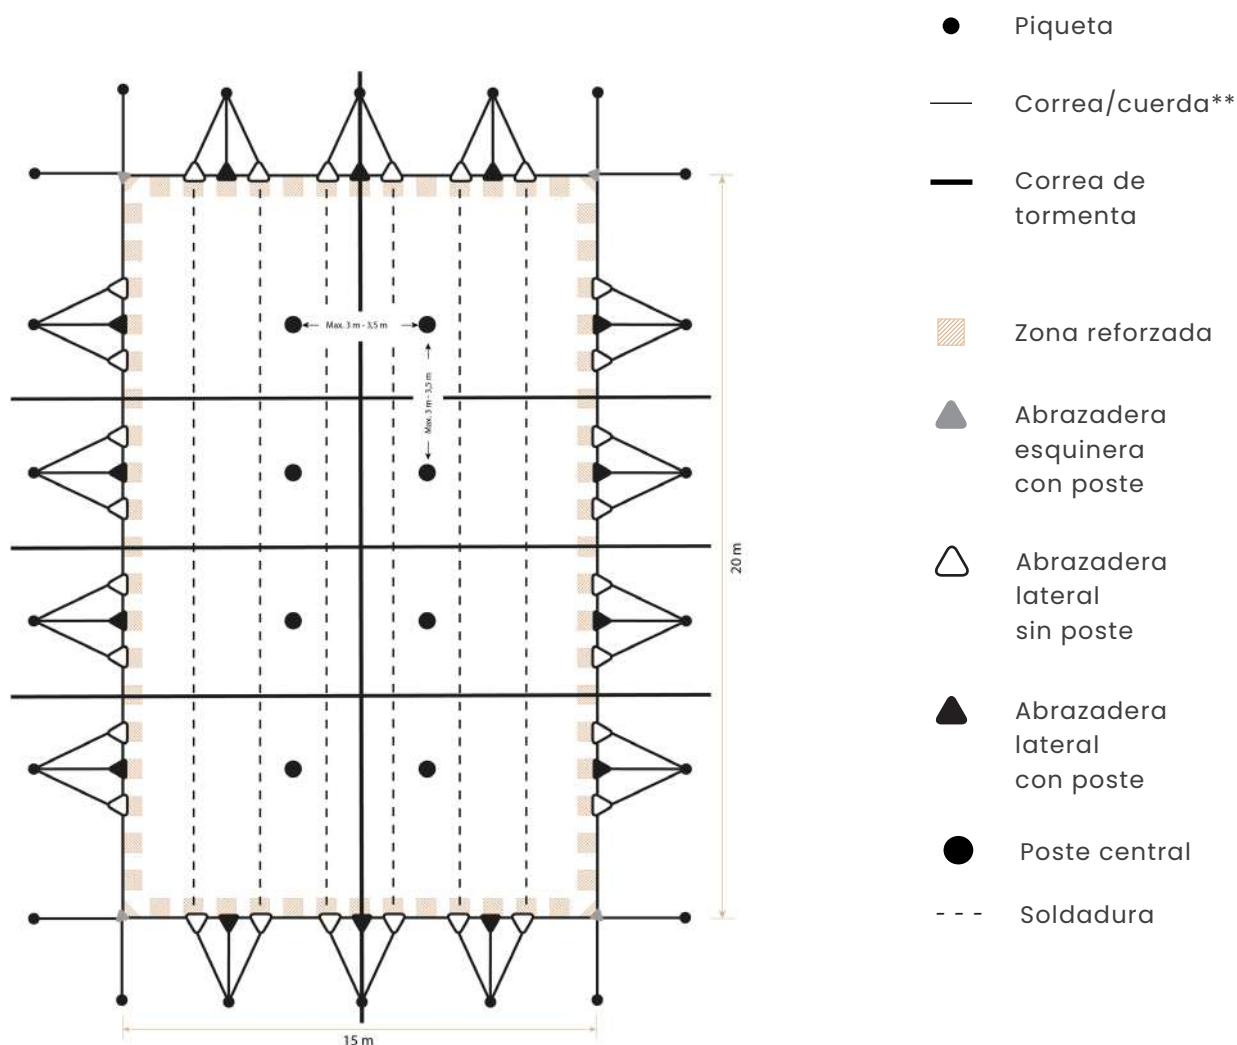 Piqueta
Correa/cuerda**
Correa de
tormenta
Zona reforzada
Abrazadera
esquinera
con poste
Abrazadera
lateral
sin poste
Abrazadera
lateral
con poste
Poste central
Soldadura
Max. 3 m - 3,5 m
Max. 3 m - 3,5 m
20 m
15 m